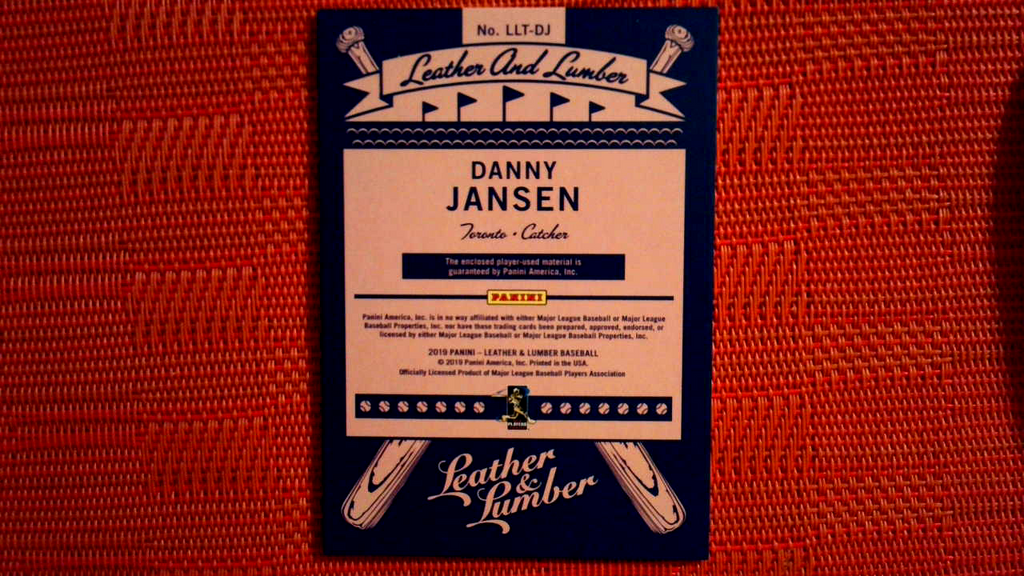 No. LLT-DJ
Leather And Lumber
DANNY
JANSEN
Toronto • Catcher
The enclosed player-used material is
guaranteed by Panini America, Inc.
PANINI
Panini America, Inc. is in no way affiliated with either Major League Baseball or Major League
Baseball Properties, Inc. nor have these trading cards been prepared, approved, endorsed, or
licensed by either Major League Baseball or Major League Baseball Properties, Inc.
2019 PANINI – LEATHER & LUMBER BASEBALL
© 2019 Panini America, Inc. Printed in the USA.
Officially Licensed Product of Major League Baseball Players Association
PLAYERS
Leather
&
Lumber